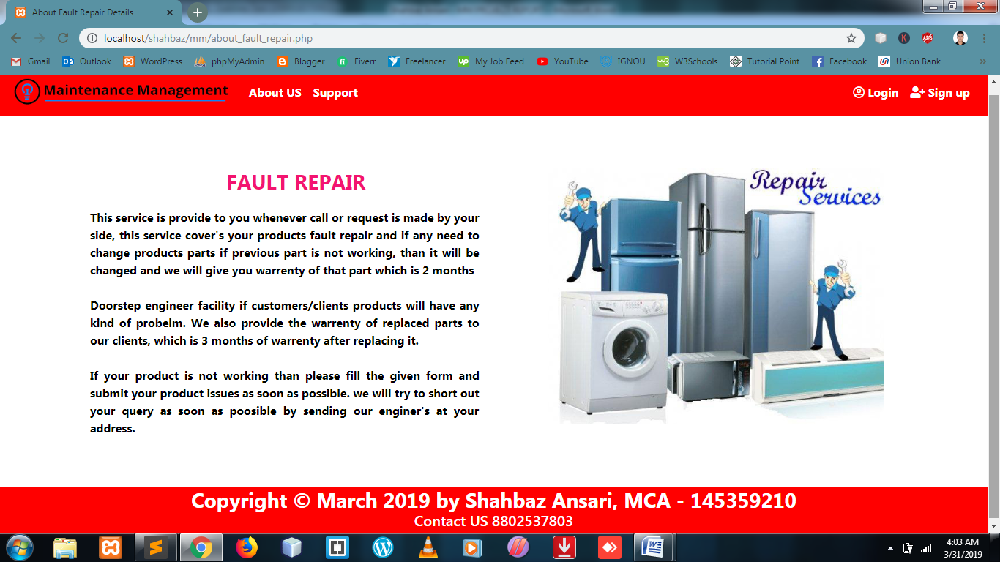 About Fault Repair Details
localhost/shahbaz/mm/about_fault_repair.php
K ABP
Gmail Outlook WordPress phpMyAdmin Blogger Fiverr Freelancer My Job Feed YouTube IGNOU W3Schools Tutorial Point Facebook Union Bank
Maintenance Management About US Support Login Sign up
FAULT REPAIR
This service is provide to you whenever call or request is made by your
side, this service cover's your products fault repair and if any need to
change products parts if previous part is not working, than it will be
changed and we will give you warrenty of that part which is 2 months
Doorstep engineer facility if customers/clients products will have any
kind of probelm. We also provide the warrenty of replaced parts to
our clients, which is 3 months of warrenty after replacing it.
If your product is not working than please fill the given form and
submit your product issues as soon as possible. we will try to short out
your query as soon as poosible by sending our enginer's at your
address.
Repair
Services
Copyright © March 2019 by Shahbaz Ansari, MCA - 145359210
Contact US 8802537803
4:03 AM
3/31/2019